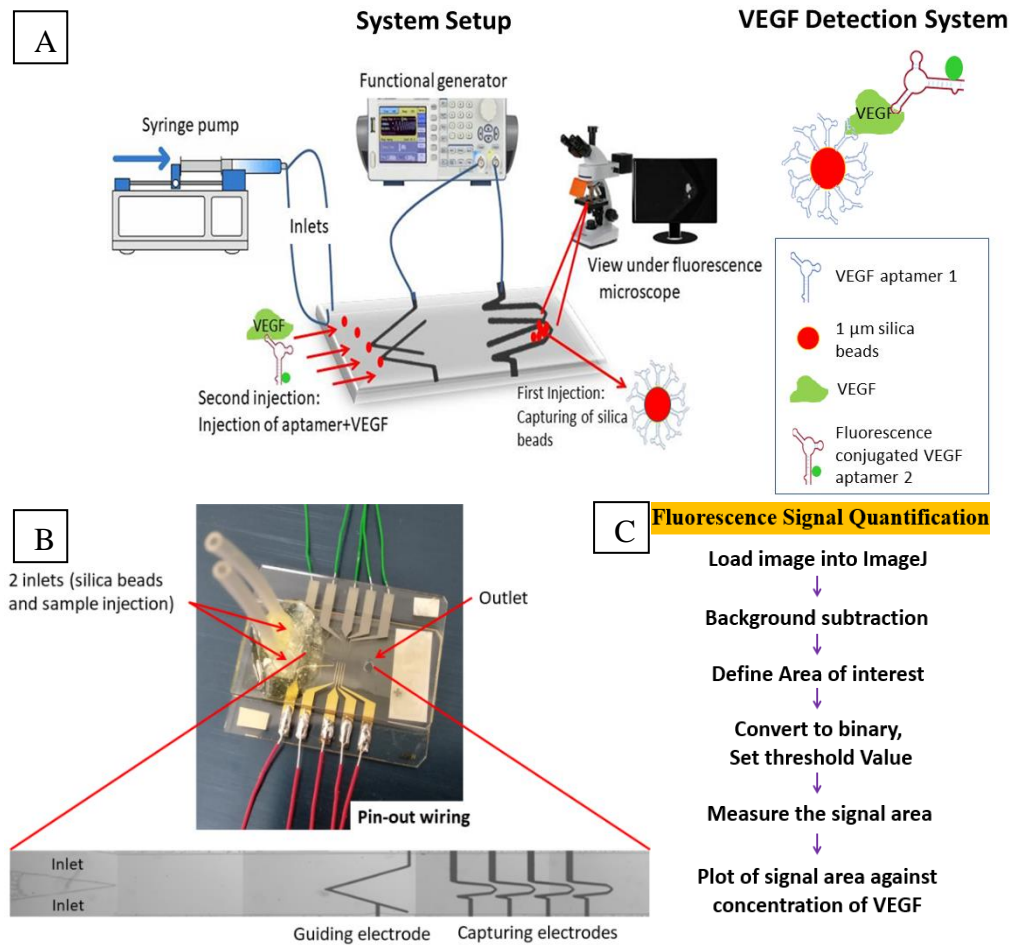 A
System Setup
VEGF Detection System
Functional generator
Syringe pump
Inlets
VEGF
View under fluorescence
microscope
VEGF
Second injection:
Injection of aptamer+VEGF
First Injection:
Capturing of silica
beads
VEGF aptamer 1
1 µm silica
beads
VEGF
Fluorescence
conjugated VEGF
aptamer 2
B
2 inlets (silica beads
and sample injection)
Outlet
Pin-out wiring
Inlet
Inlet
Guiding electrode
Capturing electrodes
C
Fluorescence Signal Quantification
Load image into ImageJ
Background subtraction
Define Area of interest
Convert to binary,
Set threshold Value
Measure the signal area
Plot of signal area against
concentration of VEGF